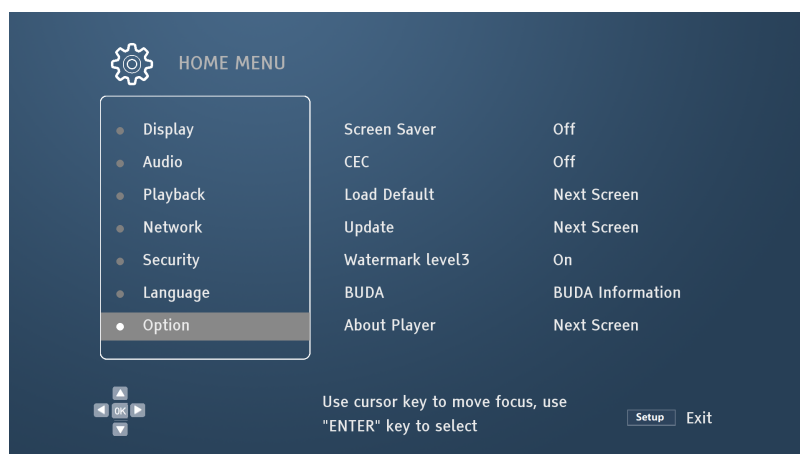 HOME MENU
Display
Audio
Playback
Network
Security
Language
Option
Screen Saver Off
CEC Off
Load Default Next Screen
Update Next Screen
Watermark level3 On
BUDA BUDA Information
About Player Next Screen
OK
Use cursor key to move focus, use
"ENTER" key to select
Setup Exit